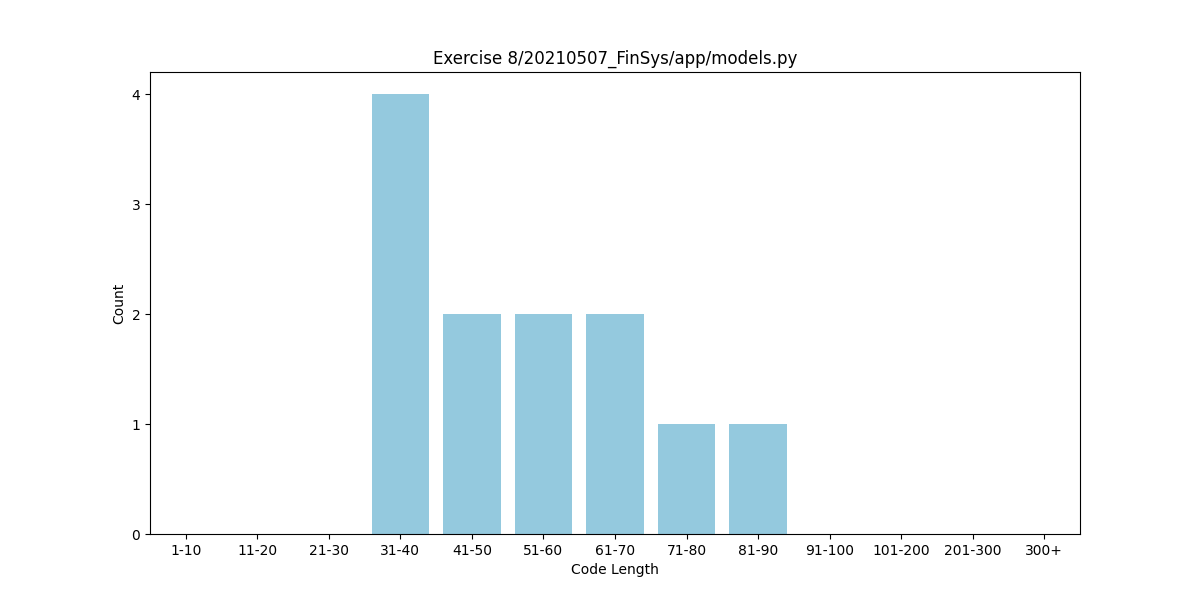 Exercise 8/20210507_FinSys/app/models.py
Count
4
3
2
1
0
1-10 11-20 21-30 31-40 41-50 51-60 61-70 71-80 81-90 91-100 101-200 201-300 300+
Code Length